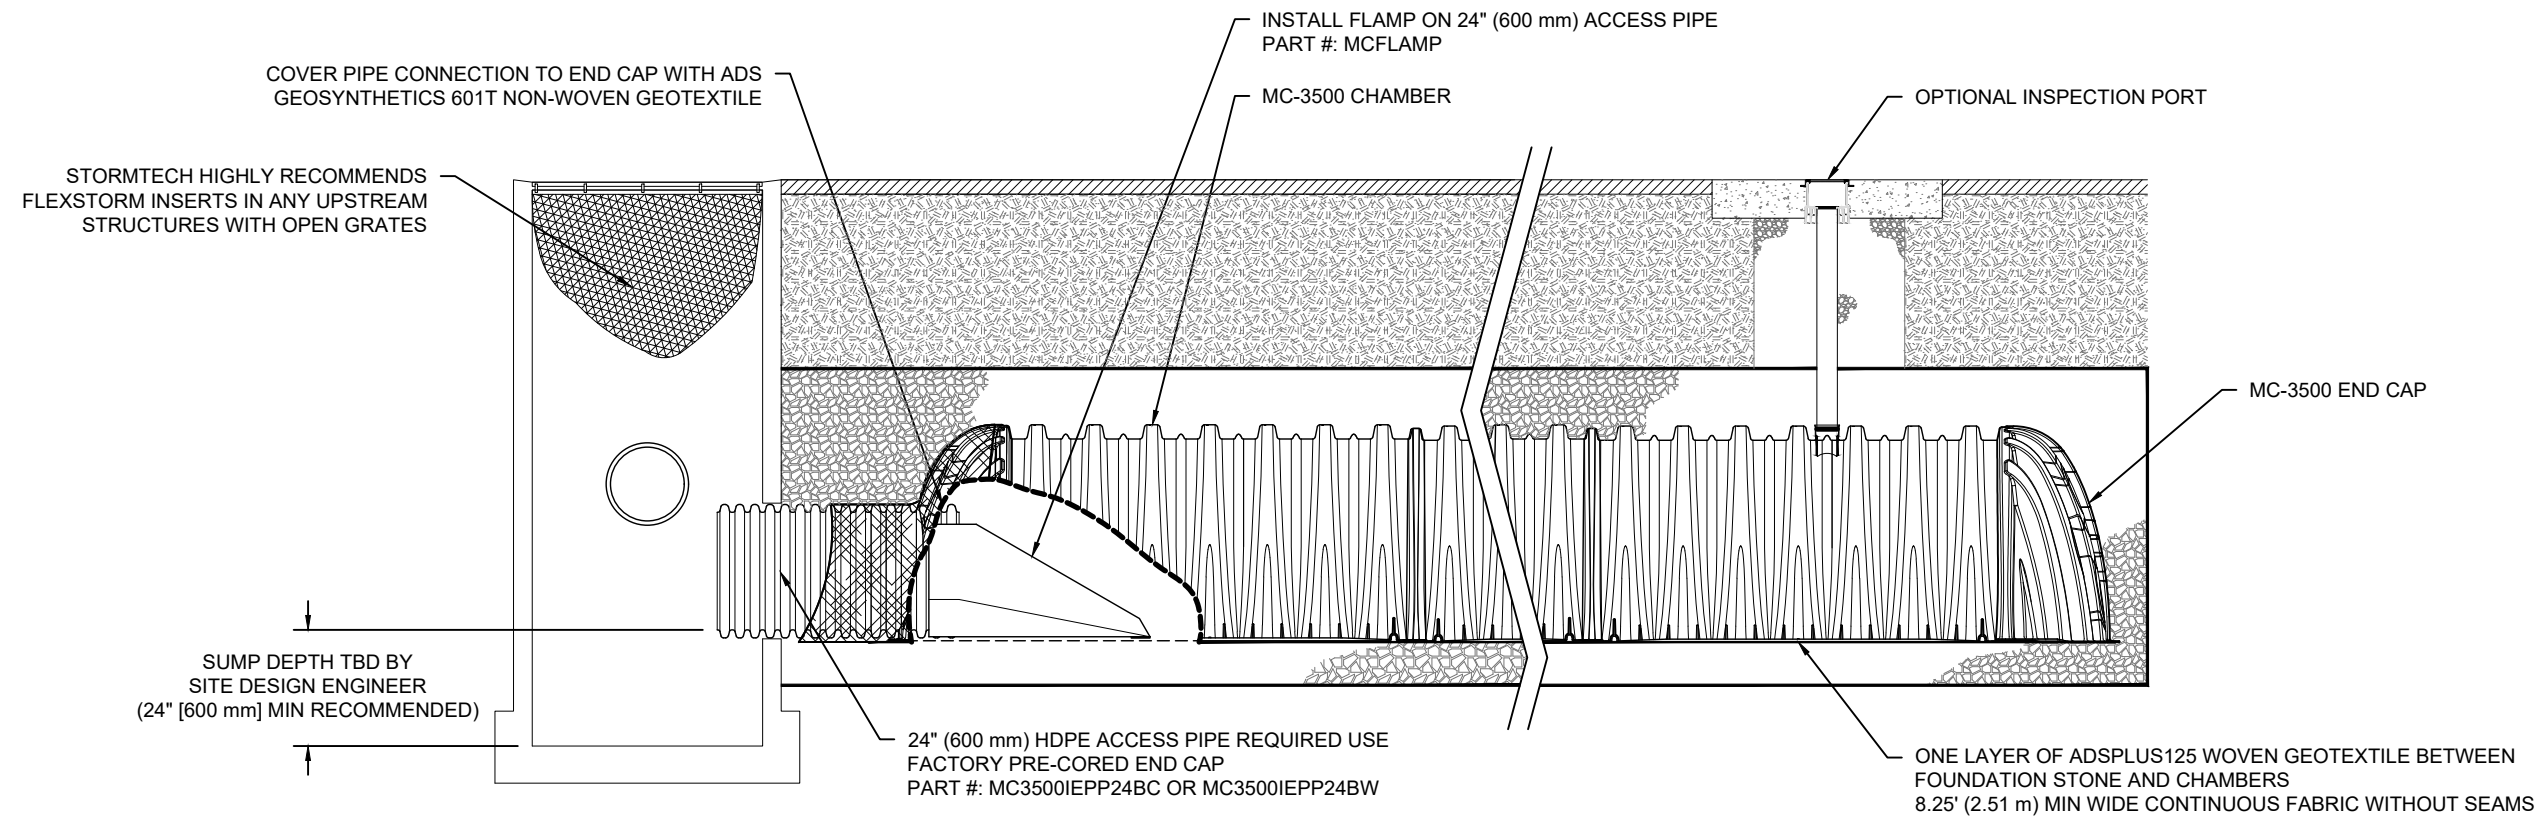 INSTALL FLAMP ON 24" (600 mm) ACCESS PIPE
PART #: MCFLAMP
COVER PIPE CONNECTION TO END CAP WITH ADS
GEOSYNTHETICS 601T NON-WOVEN GEOTEXTILE
MC-3500 CHAMBER
OPTIONAL INSPECTION PORT
STORMTECH HIGHLY RECOMMENDS
FLEXSTORM INSERTS IN ANY UPSTREAM
STRUCTURES WITH OPEN GRATES
MC-3500 END CAP
SUMP DEPTH TBD BY
SITE DESIGN ENGINEER
(24" [600 mm] MIN RECOMMENDED)
24" (600 mm) HDPE ACCESS PIPE REQUIRED USE
FACTORY PRE-CORED END CAP
PART #: MC3500IEPP24BC OR MC3500IEPP24BW
ONE LAYER OF ADSPLUS125 WOVEN GEOTEXTILE BETWEEN
FOUNDATION STONE AND CHAMBERS
8.25' (2.51 m) MIN WIDE CONTINUOUS FABRIC WITHOUT SEAMS